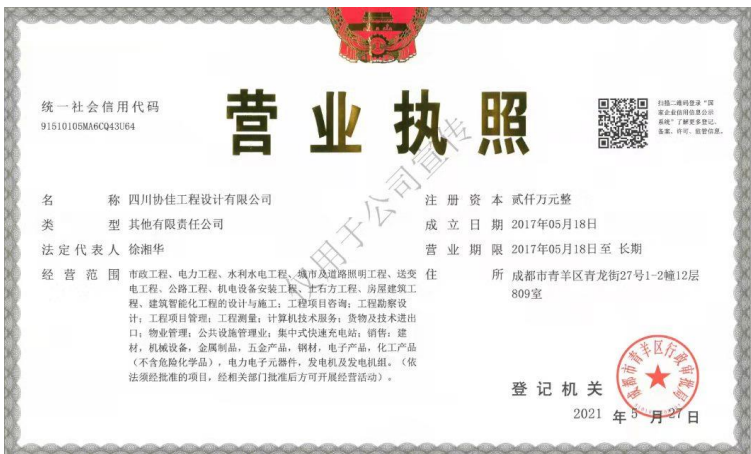 统一社会信用代码
91510105MA6CQ43U64
营业执照
扫描二维码登录“国
家企业信用信息公示
系统”了解更多登记、
备案、许可、监管信息。
名称 四川协佳工程设计有限公司
类型 其他有限责任公司
法定代表人 徐湘华
经营范围 市政工程、电力工程、水利水电工程、城市及道路照明工程、送变
电工程、公路工程、机电设备安装工程、土石方工程、房屋建筑工
程、建筑智能化工程的设计与施工；工程项目咨询；工程勘察设
计；工程项目管理；工程测量；计算机技术服务；货物及技术进出
口；物业管理；公共设施管理业；集中式快速充电站；销售：建
材，机械设备，金属制品，五金产品，钢材，电子产品，化工产品
（不含危险化学品），电力电子元器件，发电机及发电机组。（依
法须经批准的项目，经相关部门批准后方可开展经营活动）。
注册资本 贰仟万元整
成立日期 2017年05月18日
营业期限 2017年05月18日至 长期
住所 成都市青羊区青龙街27号1-2幢12层
809室
仅用于公司宣传
成都市青羊区行政审批局
登记机关
2021 年 5 月 27 日